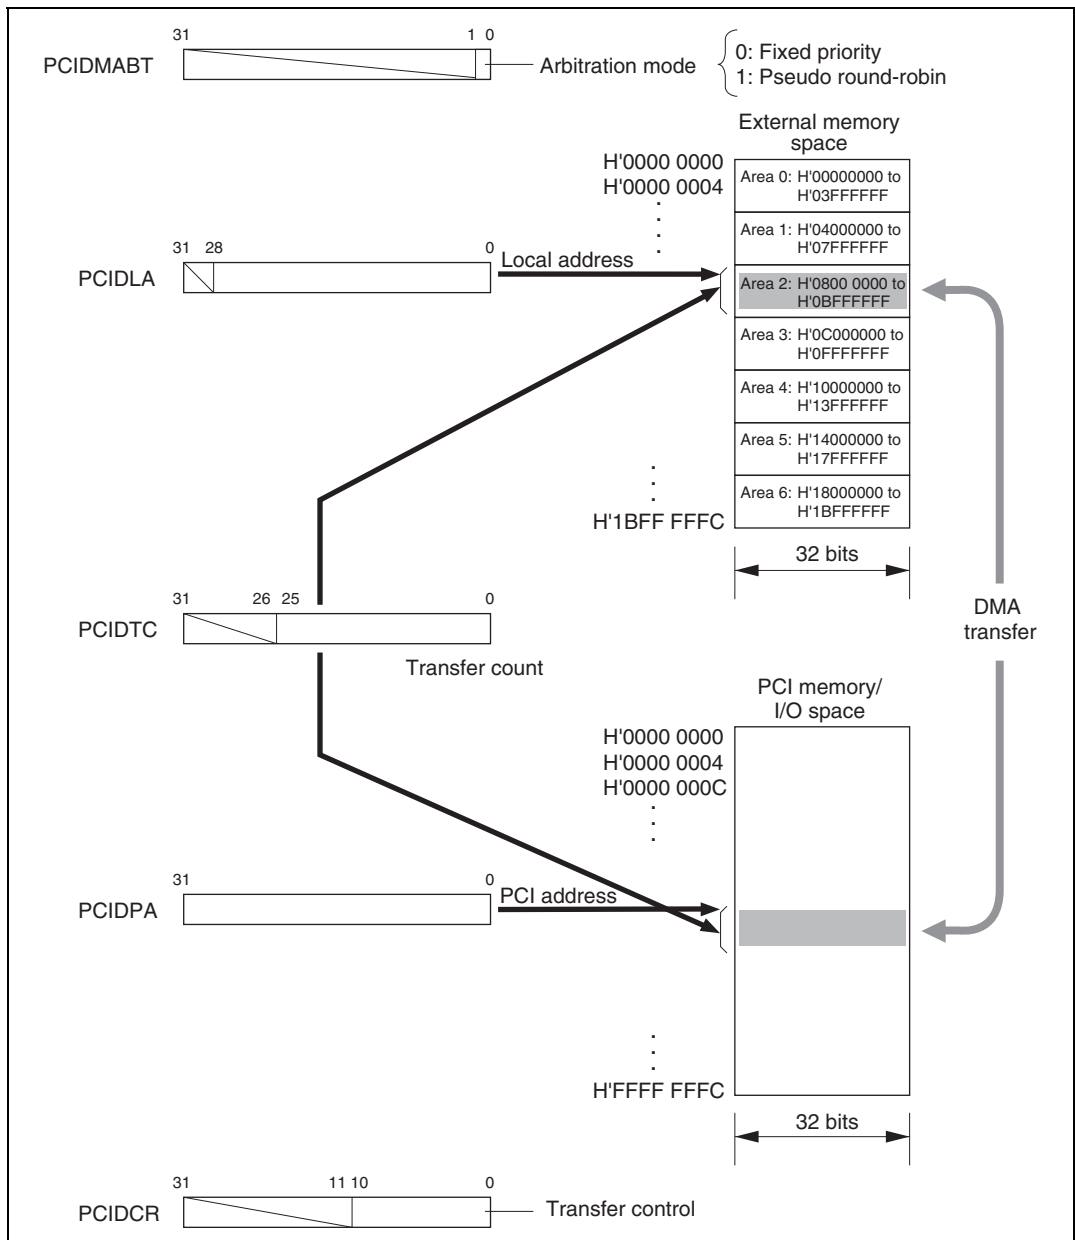 31 1 0
PCIDMABT
Arbitration mode
0: Fixed priority
1: Pseudo round-robin
External memory
space
H'0000 0000
H'0000 0004
Area 0: H'00000000 to
H'03FFFFFF
Area 1: H'04000000 to
H'07FFFFFF
31 28 0
PCIDLA
Local address
Area 2: H'0800 0000 to
H'0BFFFFFF
Area 3: H'0C000000 to
H'0FFFFFFF
Area 4: H'10000000 to
H'13FFFFFF
Area 5: H'14000000 to
H'17FFFFFF
Area 6: H'18000000 to
H'1BFFFFFF
H'1BFF FFFC
32 bits
31 26 25 0
PCIDTC
Transfer count
DMA
transfer
PCI memory/
I/O space
H'0000 0000
H'0000 0004
H'0000 000C
31 0
PCIDPA
PCI address
H'FFFF FFFC
32 bits
31 11 10 0
PCIDCR
Transfer control